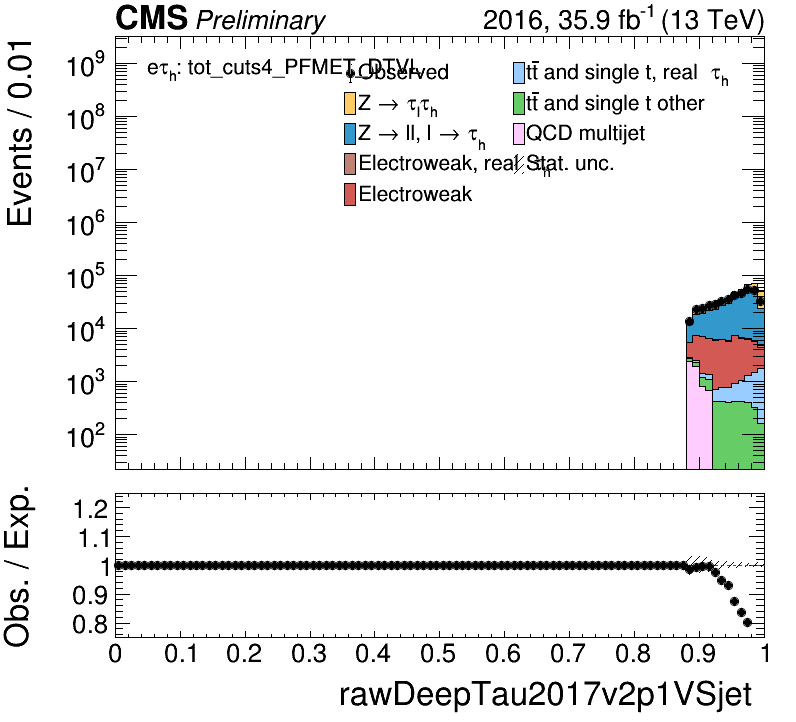 CMS Preliminary 2016, 35.9 fb⁻¹ (13 TeV)
Events / 0.01
10⁹
10⁸
10⁷
10⁶
10⁵
10⁴
10³
10²
eτₕ: tot_cuts4_PFMET_DTVL
Observed
Z → τₗτₕ
Z → ll, l → τₕ
Electroweak, real τₕ
Electroweak
tt̄ and single t, real τₕ
tt̄ and single t other
QCD multijet
Stat. unc.
Obs. / Exp.
1.2
1.1
1
0.9
0.8
0 0.1 0.2 0.3 0.4 0.5 0.6 0.7 0.8 0.9 1
rawDeepTau2017v2p1VSjet